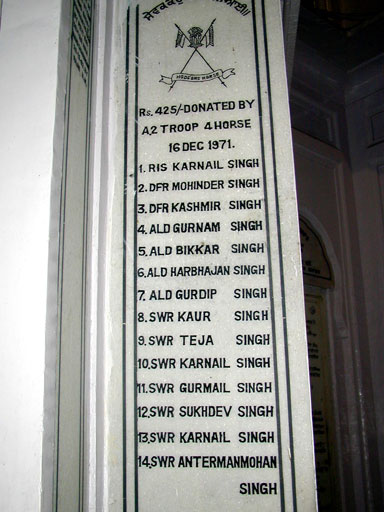 HODSONS HORSE
Rs. 425/-DONATED BY
A,2 TROOP 4 HORSE
16 DEC 1971.
1. RIS KARNAIL SINGH
2. DFR MOHINDER SINGH
3. DFR KASHMIR SINGH
4. ALD GURNAM SINGH
5. ALD BIKKAR SINGH
6. ALD HARBHAJAN SINGH
7. ALD GURDIP SINGH
8. SWR KAUR SINGH
9. SWR TEJA SINGH
10. SWR KARNAIL SINGH
11. SWR GURMAIL SINGH
12. SWR SUKHDEV SINGH
13. SWR KARNAIL SINGH
14. SWR ANTERMANMOHAN
SINGH